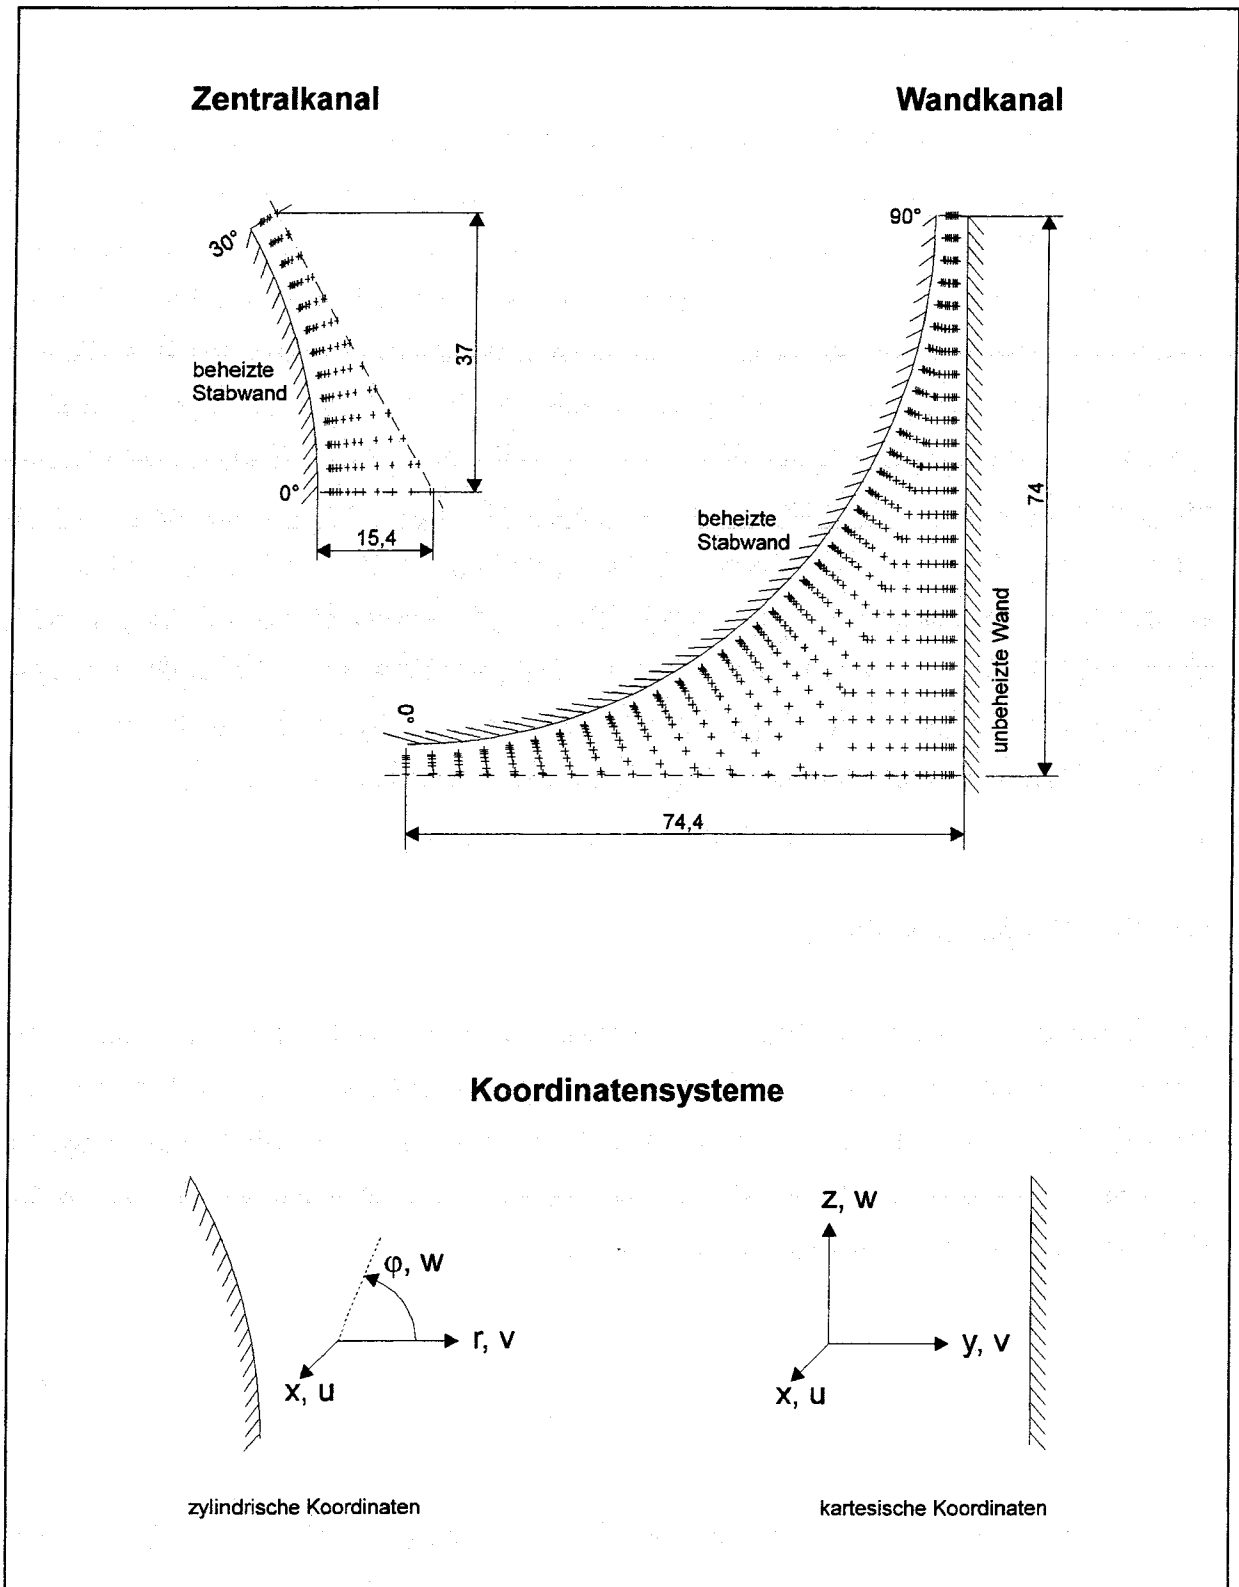 Zentralkanal
Wandkanal
30°
90°
beheizte
Stabwand
37
0°
15,4
beheizte
Stabwand
74
unbeheizte Wand
0°
74,4
Koordinatensysteme
φ, w
r, v
x, u
z, w
y, v
x, u
zylindrische Koordinaten
kartesische Koordinaten